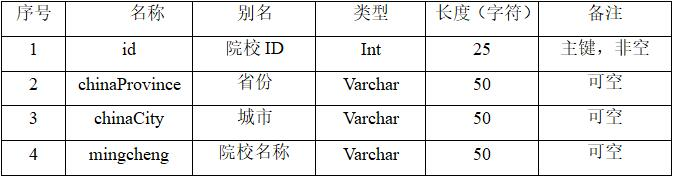 序号 名称 别名 类型 长度（字符） 备注
1 id 院校 ID Int 25 主键，非空
2 chinaProvince 省份 Varchar 50 可空
3 chinaCity 城市 Varchar 50 可空
4 mingcheng 院校名称 Varchar 50 可空